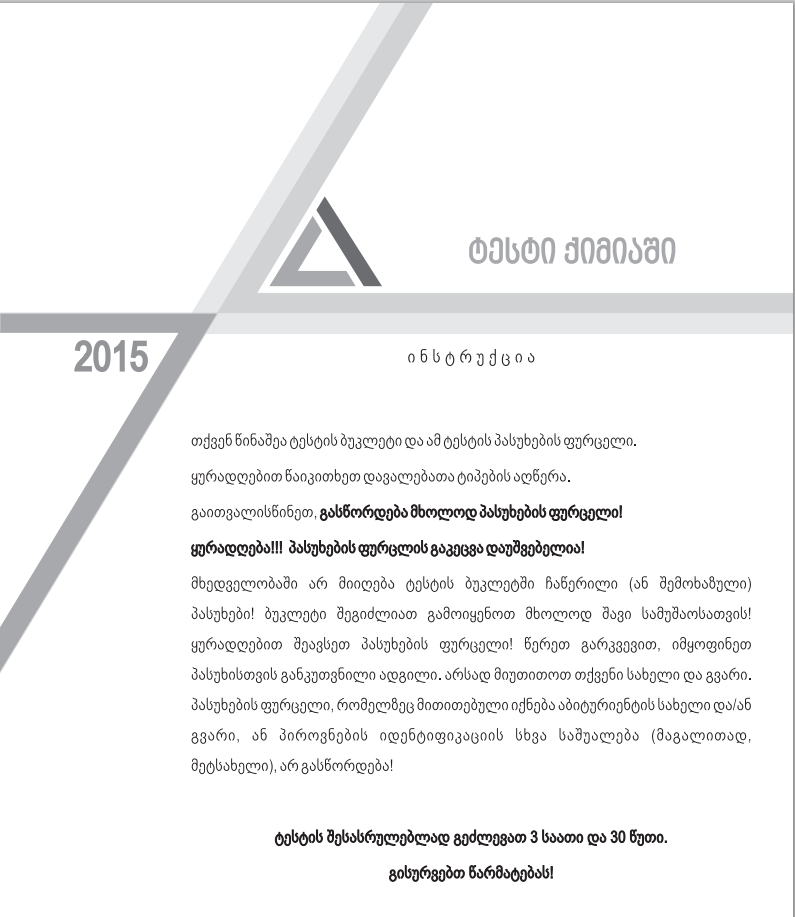 ტესტი ქიმიაში
2015
ინსტრუქცია
თქვენ წინაშეა ტესტის ბუკლეტი და ამ ტესტის პასუხების ფურცელი.
ყურადღებით წაიკითხეთ დავალებათა ტიპების აღწერა.
გაითვალისწინეთ, გასწორდება მხოლოდ პასუხების ფურცელი!
ყურადღება!!! პასუხების ფურცლის გაკეცვა დაუშვებელია!
მხედველობაში არ მიიღება ტესტის ბუკლეტში ჩაწერილი (ან შემოხაზული)
პასუხები! ბუკლეტი შეგიძლიათ გამოიყენოთ მხოლოდ შავი სამუშაოსათვის!
ყურადღებით შეავსეთ პასუხების ფურცელი! წერეთ გარკვევით, იმყოფინეთ
პასუხისთვის განკუთვნილი ადგილი. არსად მიუთითოთ თქვენი სახელი და გვარი.
პასუხების ფურცელი, რომელზეც მითითებული იქნება აბიტურიენტის სახელი და/ან
გვარი, ან პიროვნების იდენტიფიკაციის სხვა საშუალება (მაგალითად,
მეტსახელი), არ გასწორდება!
ტესტის შესასრულებლად გეძლევათ 3 საათი და 30 წუთი.
გისურვებთ წარმატებას!